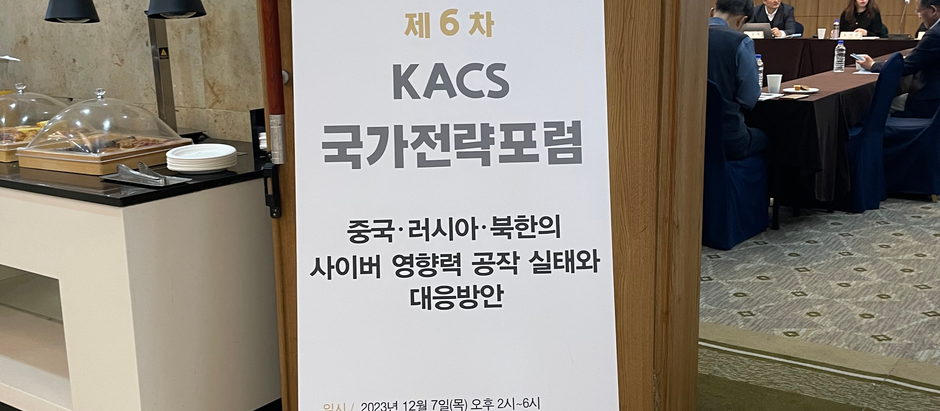 제 6 차
KACS
국가전략포럼
중국·러시아·북한의
사이버 영향력 공작 실태와
대응방안
일시 / 2023년 12월 7일(목) 오후 2시~6시